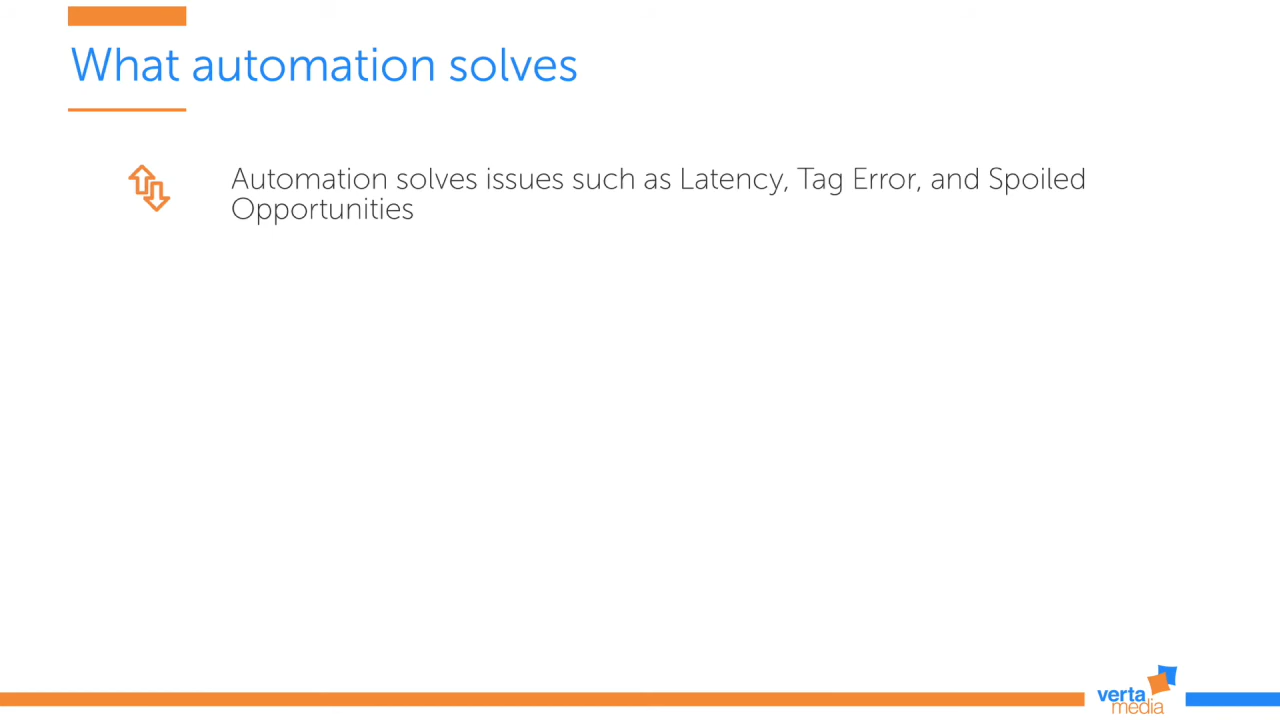 What automation solves
Automation solves issues such as Latency, Tag Error, and Spoiled
Opportunities
verta
media